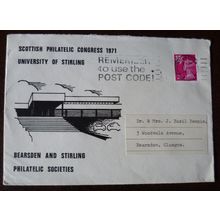 SCOTTISH PHILATELIC CONGRESS 1971
UNIVERSITY OF STIRLING
REMEMBER
to use the
POST CODE!
Dr. & Mrs. J. Basil Rennie,
3 Woodvale Avenue,
Bearsden, Glasgow.
BEARSDEN AND STIRLING
PHILATELIC SOCIETIES